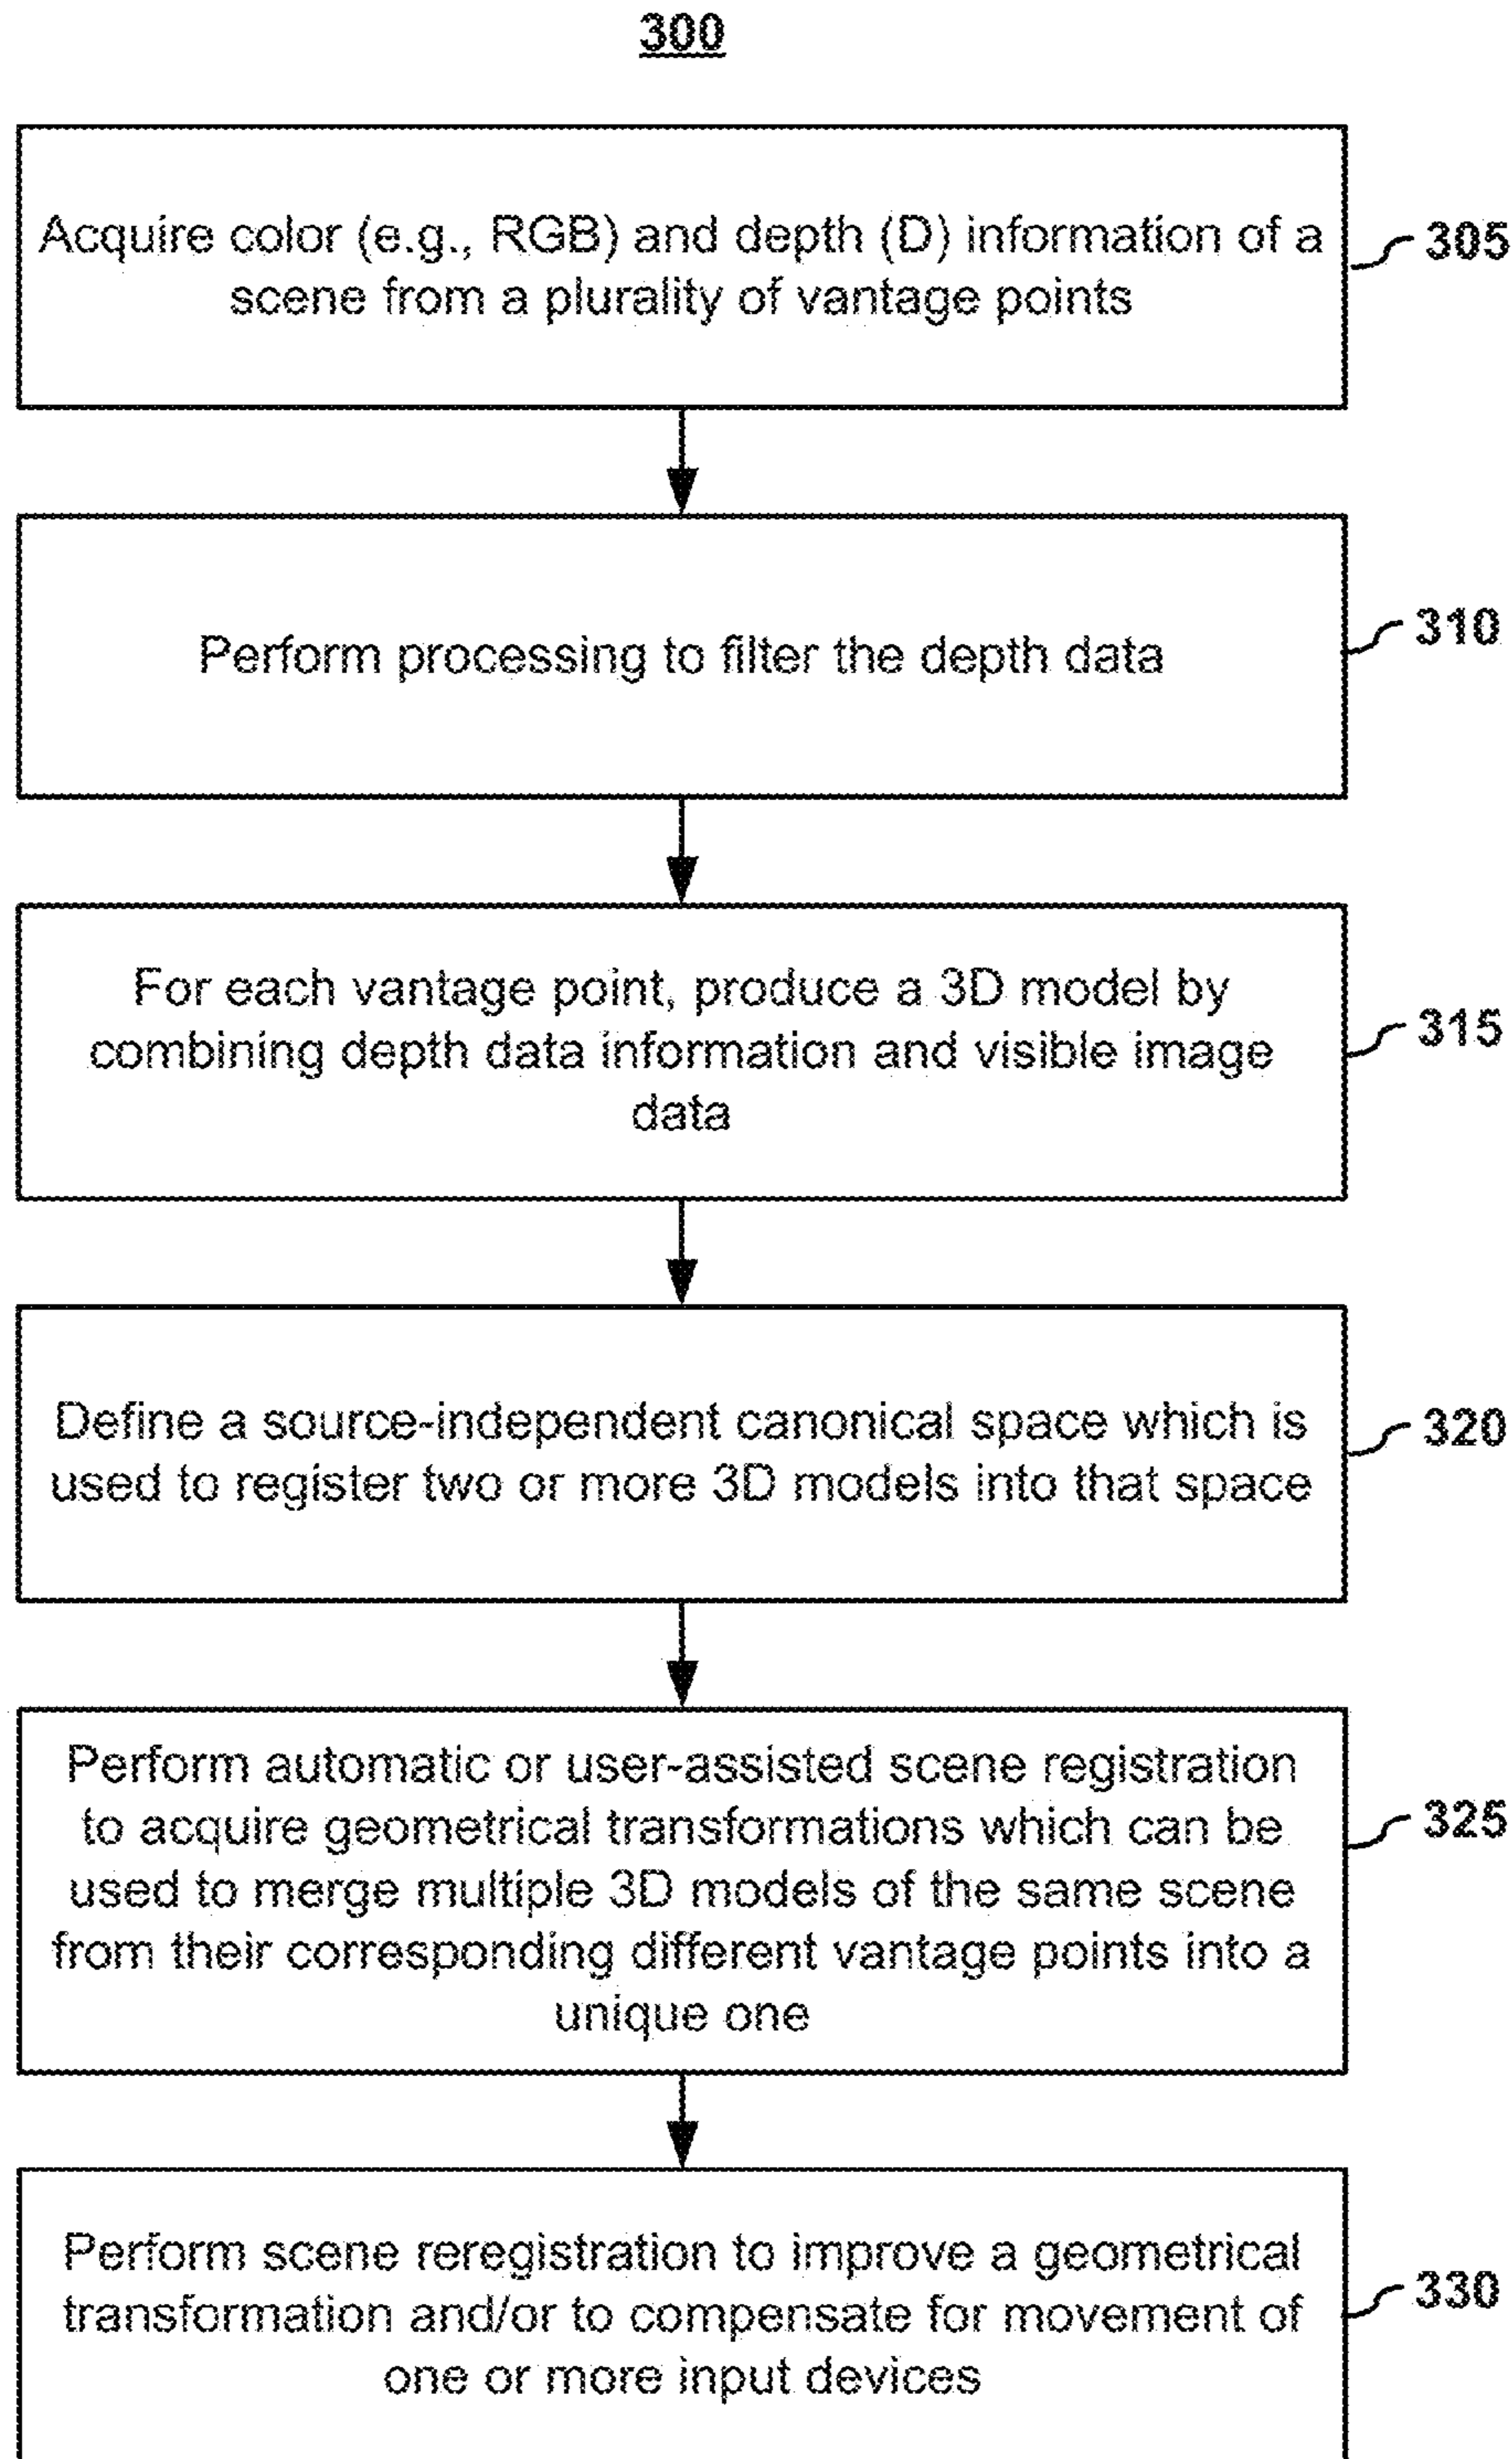 300
Acquire color (e.g., RGB) and depth (D) information of a
scene from a plurality of vantage points
305
Perform processing to filter the depth data
310
For each vantage point, produce a 3D model by
combining depth data information and visible image
data
315
Define a source-independent canonical space which is
used to register two or more 3D models into that space
320
Perform automatic or user-assisted scene registration
to acquire geometrical transformations which can be
used to merge multiple 3D models of the same scene
from their corresponding different vantage points into a
unique one
325
Perform scene reregistration to improve a geometrical
transformation and/or to compensate for movement of
one or more input devices
330